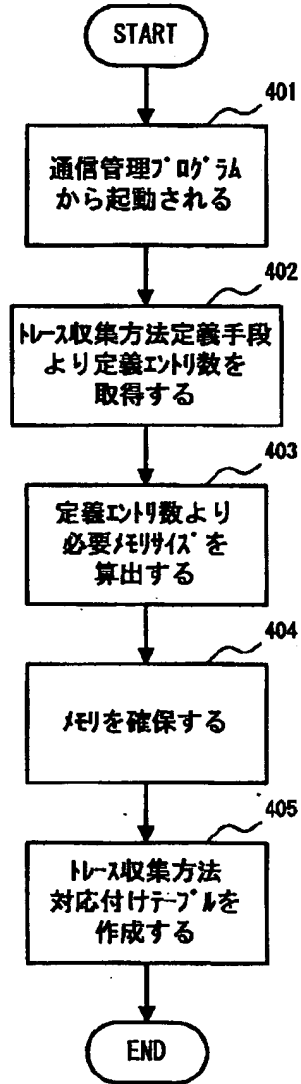 START
401
通信管理ﾌﾟﾛｸﾞﾗﾑ
から起動される
402
ﾄﾚｰｽ収集方法定義手段
より定義ｴﾝﾄﾘ数を
取得する
403
定義ｴﾝﾄﾘ数より
必要ﾒﾓﾘｻｲｽﾞを
算出する
404
ﾒﾓﾘを確保する
405
ﾄﾚｰｽ収集方法
対応付けﾃｰﾌﾞﾙを
作成する
END